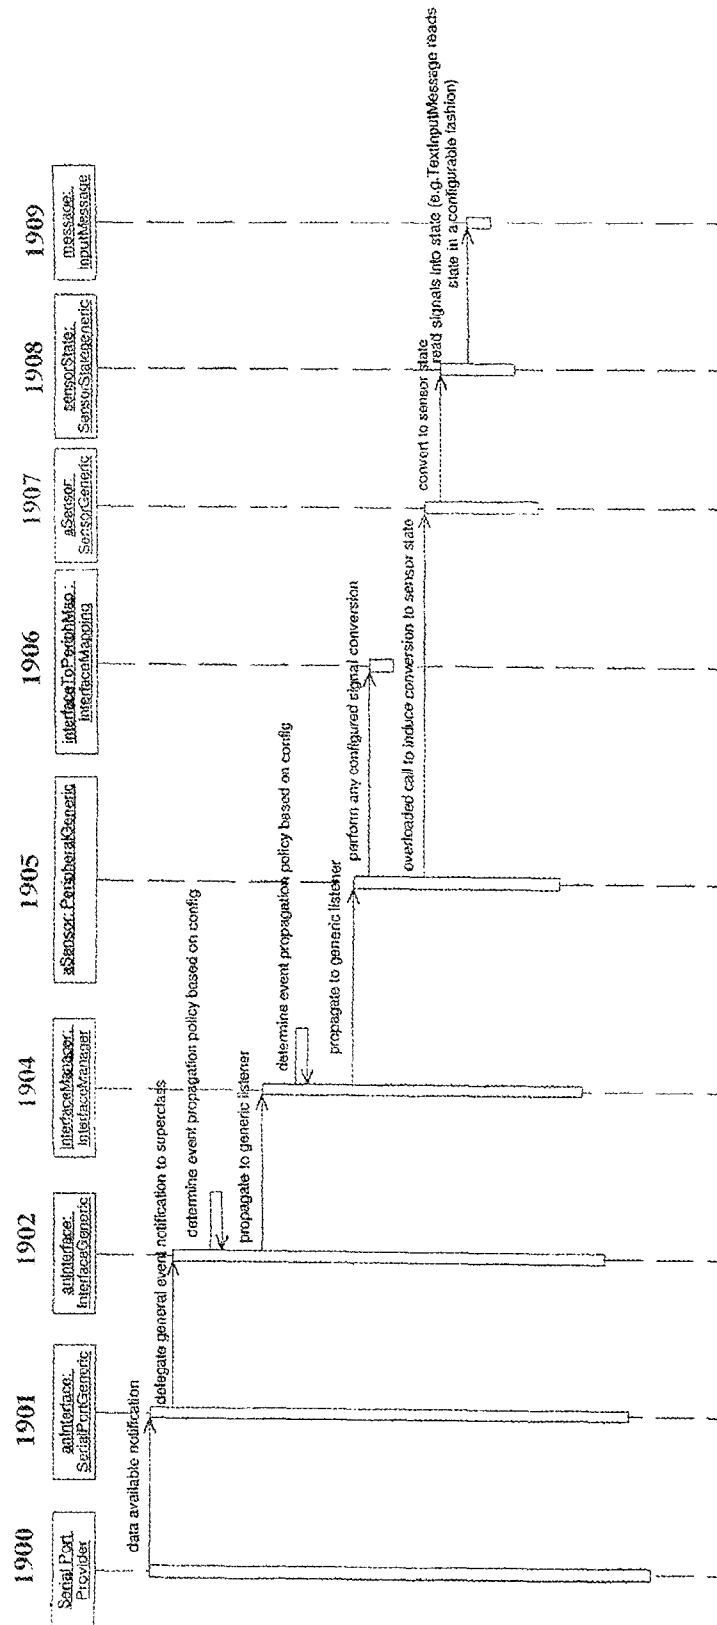 1900
1901
1902
1904
1905
1906
1907
1908
1909
Serial Port
Provider
anInterface:
SerialPortGeneric
anInterface:
InterfaceGeneric
InterfaceManager:
InterfaceManager
aSensor: PeripheralGeneric
interfaceToPeriphMap:
InterfaceMapping
aSensor
SensorGeneric
sensorState:
SensorStategeneric
message:
InputMessage
data available notification
delegate general event notification to superclass
determine event propagation policy based on config
propagate to generic listener
determine event propagation policy based on config
propagate to generic listener
perform any configured signal conversion
overloaded call to induce conversion to sensor state
convert to sensor state
read signals into state (e.g.TextInputMessage reads
state in a configurable fashion)